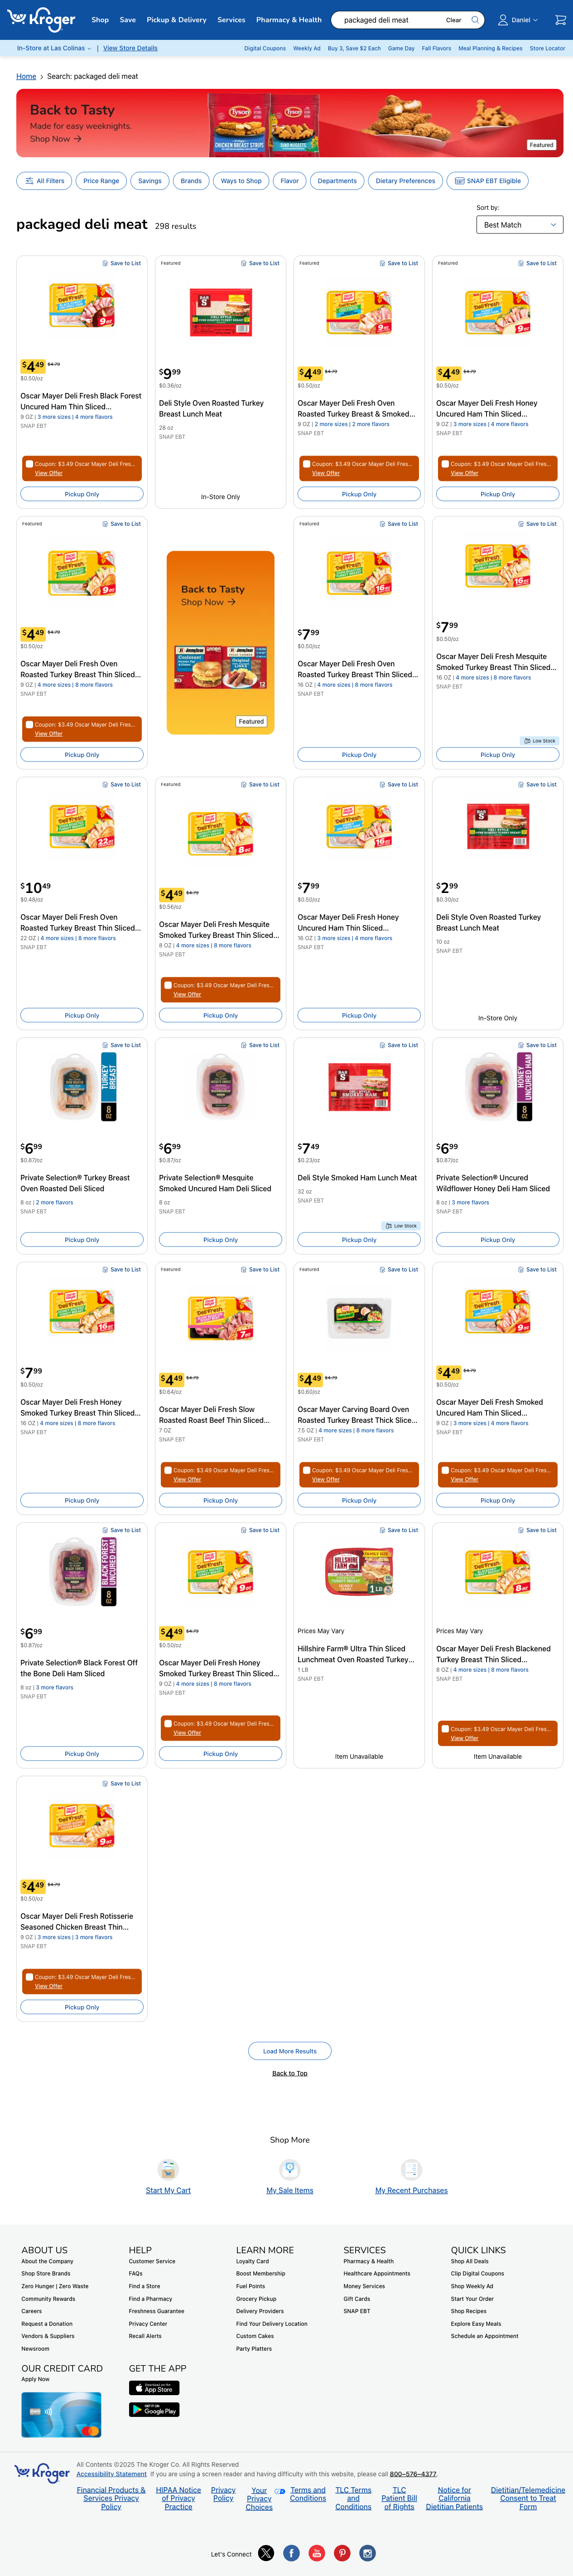 Kroger
Shop Save Pickup & Delivery Services Pharmacy & Health packaged deli meat Clear Daniel
In-Store at Las Colinas | View Store Details Digital Coupons Weekly Ad Buy 3, Save $2 Each Game Day Fall Flavors Meal Planning & Recipes Store Locator
Home > Search: packaged deli meat
Back to Tasty
Made for easy weeknights.
Shop Now →
Featured
All Filters Price Range Savings Brands Ways to Shop Flavor Departments Dietary Preferences SNAP EBT Eligible
packaged deli meat 298 results
Sort by:
Best Match
Save to List
$4.49 $4.79
$0.50/oz
Oscar Mayer Deli Fresh Black Forest
Uncured Ham Thin Sliced...
9 OZ | 3 more sizes | 4 more flavors
SNAP EBT
Coupon: $3.49 Oscar Mayer Deli Fres...
View Offer
Pickup Only
Featured Save to List
$9.99
$0.36/oz
Deli Style Oven Roasted Turkey
Breast Lunch Meat
28 oz
SNAP EBT
In-Store Only
Featured Save to List
$4.49 $4.79
$0.50/oz
Oscar Mayer Deli Fresh Oven
Roasted Turkey Breast & Smoked...
9 OZ | 2 more sizes | 2 more flavors
SNAP EBT
Coupon: $3.49 Oscar Mayer Deli Fres...
View Offer
Pickup Only
Featured Save to List
$4.49 $4.79
$0.50/oz
Oscar Mayer Deli Fresh Honey
Uncured Ham Thin Sliced...
9 OZ | 3 more sizes | 4 more flavors
SNAP EBT
Coupon: $3.49 Oscar Mayer Deli Fres...
View Offer
Pickup Only
Featured Save to List
$4.49 $4.79
$0.50/oz
Oscar Mayer Deli Fresh Oven
Roasted Turkey Breast Thin Sliced...
9 OZ | 4 more sizes | 8 more flavors
SNAP EBT
Coupon: $3.49 Oscar Mayer Deli Fres...
View Offer
Pickup Only
Back to Tasty
Shop Now →
Featured
Featured Save to List
$7.99
$0.50/oz
Oscar Mayer Deli Fresh Oven
Roasted Turkey Breast Thin Sliced...
16 OZ | 4 more sizes | 8 more flavors
SNAP EBT
Pickup Only
Save to List
$7.99
$0.50/oz
Oscar Mayer Deli Fresh Mesquite
Smoked Turkey Breast Thin Sliced...
16 OZ | 4 more sizes | 8 more flavors
SNAP EBT
Low Stock
Pickup Only
Save to List
$10.49
$0.48/oz
Oscar Mayer Deli Fresh Oven
Roasted Turkey Breast Thin Sliced...
22 OZ | 4 more sizes | 8 more flavors
SNAP EBT
Pickup Only
Featured Save to List
$4.49 $4.79
$0.56/oz
Oscar Mayer Deli Fresh Mesquite
Smoked Turkey Breast Thin Sliced...
8 OZ | 4 more sizes | 8 more flavors
SNAP EBT
Coupon: $3.49 Oscar Mayer Deli Fres...
View Offer
Pickup Only
Save to List
$7.99
$0.50/oz
Oscar Mayer Deli Fresh Honey
Uncured Ham Thin Sliced...
16 OZ | 3 more sizes | 4 more flavors
SNAP EBT
Pickup Only
Save to List
$2.99
$0.30/oz
Deli Style Oven Roasted Turkey
Breast Lunch Meat
10 oz
SNAP EBT
In-Store Only
Save to List
TURKEY BREAST
8 OZ
$6.99
$0.87/oz
Private Selection® Turkey Breast
Oven Roasted Deli Sliced
8 oz | 2 more flavors
SNAP EBT
Pickup Only
Save to List
$6.99
$0.87/oz
Private Selection® Mesquite
Smoked Uncured Ham Deli Sliced
8 oz
SNAP EBT
Pickup Only
Save to List
$7.49
$0.23/oz
Deli Style Smoked Ham Lunch Meat
32 oz
SNAP EBT
Low Stock
Pickup Only
Save to List
HONEY UNCURED HAM
8 OZ
$6.99
$0.87/oz
Private Selection® Uncured
Wildflower Honey Deli Ham Sliced
8 oz | 3 more flavors
SNAP EBT
Pickup Only
Save to List
$7.99
$0.50/oz
Oscar Mayer Deli Fresh Honey
Smoked Turkey Breast Thin Sliced...
16 OZ | 4 more sizes | 8 more flavors
SNAP EBT
Pickup Only
Featured Save to List
$4.49 $4.79
$0.64/oz
Oscar Mayer Deli Fresh Slow
Roasted Roast Beef Thin Sliced...
7 OZ
SNAP EBT
Coupon: $3.49 Oscar Mayer Deli Fres...
View Offer
Pickup Only
Featured Save to List
$4.49 $4.79
$0.60/oz
Oscar Mayer Carving Board Oven
Roasted Turkey Breast Thick Slice...
7.5 OZ | 4 more sizes | 8 more flavors
SNAP EBT
Coupon: $3.49 Oscar Mayer Deli Fres...
View Offer
Pickup Only
Save to List
$4.49 $4.79
$0.50/oz
Oscar Mayer Deli Fresh Smoked
Uncured Ham Thin Sliced...
9 OZ | 3 more sizes | 4 more flavors
SNAP EBT
Coupon: $3.49 Oscar Mayer Deli Fres...
View Offer
Pickup Only
Save to List
BLACK FOREST UNCURED HAM
8 OZ
$6.99
$0.87/oz
Private Selection® Black Forest Off
the Bone Deli Ham Sliced
8 oz | 3 more flavors
SNAP EBT
Pickup Only
Save to List
$4.49 $4.79
$0.50/oz
Oscar Mayer Deli Fresh Honey
Smoked Turkey Breast Thin Sliced...
9 OZ | 4 more sizes | 8 more flavors
SNAP EBT
Coupon: $3.49 Oscar Mayer Deli Fres...
View Offer
Pickup Only
Save to List
Prices May Vary
Hillshire Farm® Ultra Thin Sliced
Lunchmeat Oven Roasted Turkey...
1 LB
SNAP EBT
Item Unavailable
Save to List
Prices May Vary
Oscar Mayer Deli Fresh Blackened
Turkey Breast Thin Sliced...
8 OZ | 4 more sizes | 8 more flavors
SNAP EBT
Coupon: $3.49 Oscar Mayer Deli Fres...
View Offer
Item Unavailable
Save to List
$4.49 $4.79
$0.50/oz
Oscar Mayer Deli Fresh Rotisserie
Seasoned Chicken Breast Thin...
9 OZ | 3 more sizes | 3 more flavors
SNAP EBT
Coupon: $3.49 Oscar Mayer Deli Fres...
View Offer
Pickup Only
Load More Results
Back to Top
Shop More
Start My Cart My Sale Items My Recent Purchases
ABOUT US
About the Company
Shop Store Brands
Zero Hunger | Zero Waste
Community Rewards
Careers
Request a Donation
Vendors & Suppliers
Newsroom
HELP
Customer Service
FAQs
Find a Store
Find a Pharmacy
Freshness Guarantee
Privacy Center
Recall Alerts
LEARN MORE
Loyalty Card
Boost Membership
Fuel Points
Grocery Pickup
Delivery Providers
Find Your Delivery Location
Custom Cakes
Party Platters
SERVICES
Pharmacy & Health
Healthcare Appointments
Money Services
Gift Cards
SNAP EBT
QUICK LINKS
Shop All Deals
Clip Digital Coupons
Shop Weekly Ad
Start Your Order
Shop Recipes
Explore Easy Meals
Schedule an Appointment
OUR CREDIT CARD
Apply Now
GET THE APP
Download on the
App Store
GET IT ON
Google Play
Kroger
All Contents ©2025 The Kroger Co. All Rights Reserved
Accessibility Statement If you are using a screen reader and having difficulty with this website, please call 800-576-4377.
Financial Products & Services Privacy Policy
HIPAA Notice of Privacy Practice
Privacy Policy
Your Privacy Choices
Terms and Conditions
TLC Terms and Conditions
TLC Patient Bill of Rights
Notice for California Dietitian Patients
Dietitian/Telemedicine Consent to Treat Form
Let's Connect